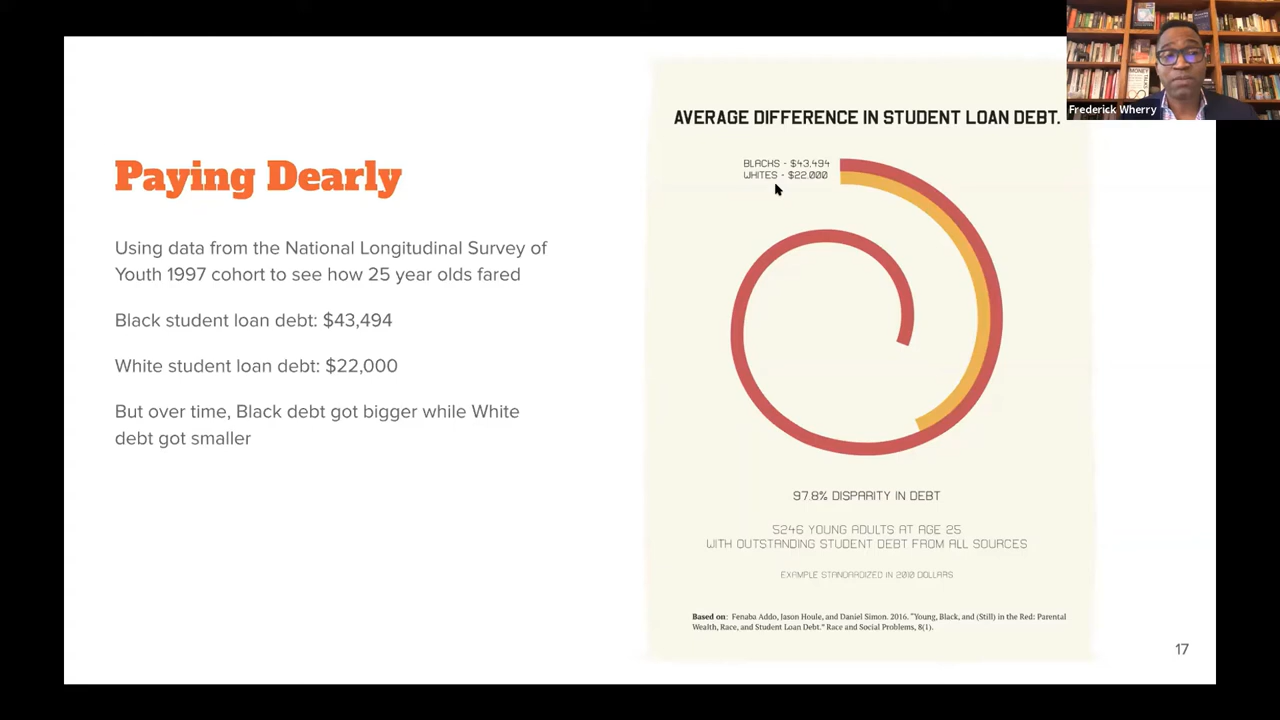 Frederick Wherry
Paying Dearly
Using data from the National Longitudinal Survey of
Youth 1997 cohort to see how 25 year olds fared
Black student loan debt: $43,494
White student loan debt: $22,000
But over time, Black debt got bigger while White
debt got smaller
AVERAGE DIFFERENCE IN STUDENT LOAN DEBT.
BLACKS - $43,494
WHITES - $22,000
97.8% DISPARITY IN DEBT
5246 YOUNG ADULTS AT AGE 25
WITH OUTSTANDING STUDENT DEBT FROM ALL SOURCES
EXAMPLE STANDARDIZED IN 2010 DOLLARS
Based on: Fenaba Addo, Jason Houle, and Daniel Simon. 2016. "Young, Black, and (Still) in the Red: Parental
Wealth, Race, and Student Loan Debt." Race and Social Problems, 8(1).
17